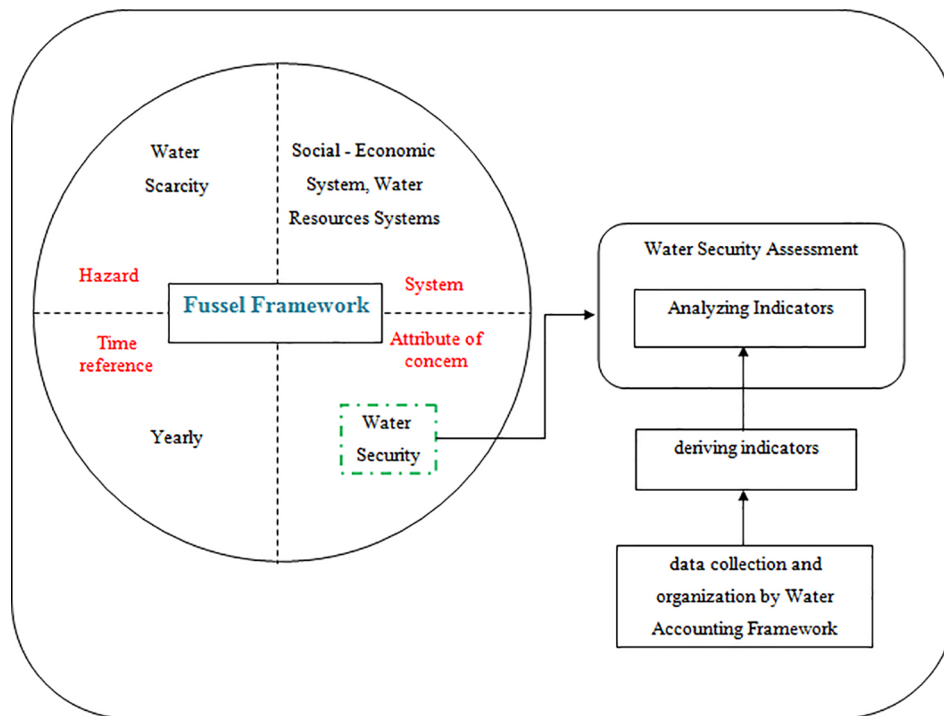 Water
Scarcity
Social - Economic
System, Water
Resources Systems
Hazard
System
Fussel Framework
Time
reference
Attribute of
concern
Yearly
Water
Security
Water Security Assessment
Analyzing Indicators
deriving indicators
data collection and
organization by Water
Accounting Framework